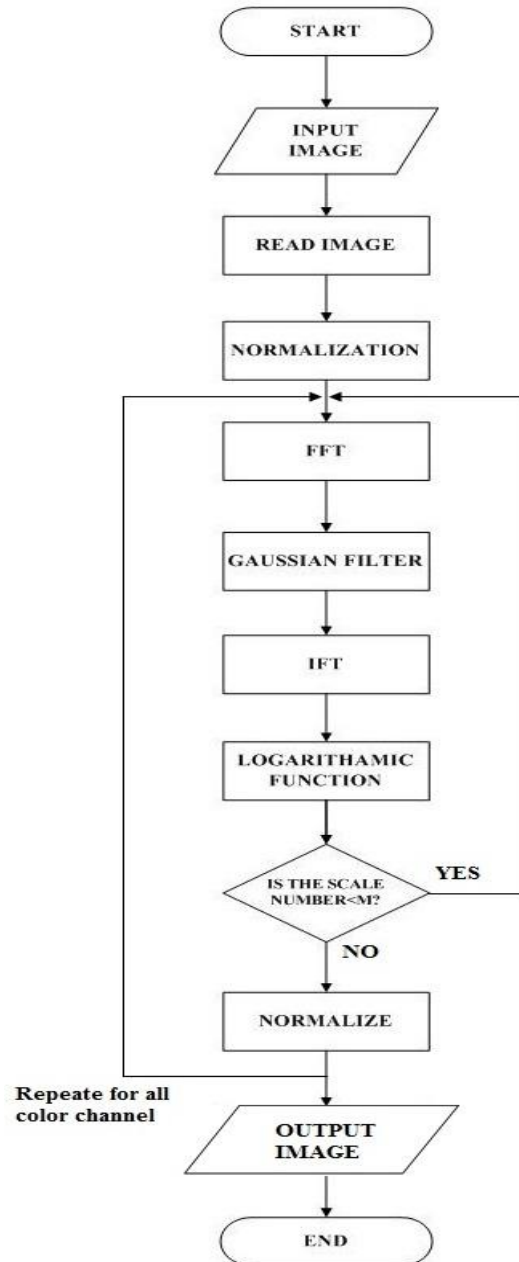 START
INPUT
IMAGE
READ IMAGE
NORMALIZATION
FFT
GAUSSIAN FILTER
IFT
LOGARITHAMIC
FUNCTION
IS THE SCALE
NUMBER<M?
YES
NO
NORMALIZE
Repeate for all
color channel
OUTPUT
IMAGE
END